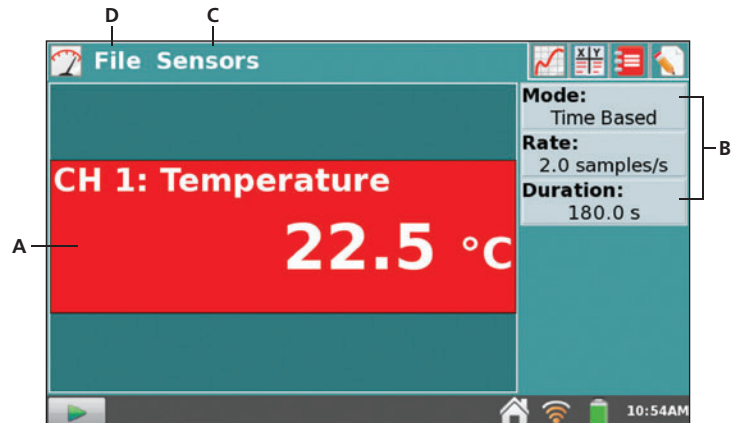 D C
File Sensors
X Y
Mode:
Time Based
B
Rate:
2.0 samples/s
Duration:
180.0 s
CH 1: Temperature
A
22.5 °C
10:54AM